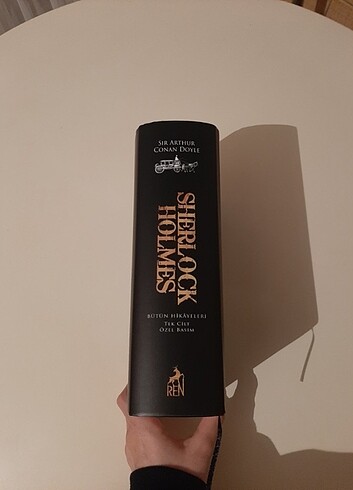 SIR ARTHUR
CONAN DOYLE
SHERLOCK
HOLMES
BÜTÜN HİKÂYELERİ
TEK CİLT
ÖZEL BASIM
REN